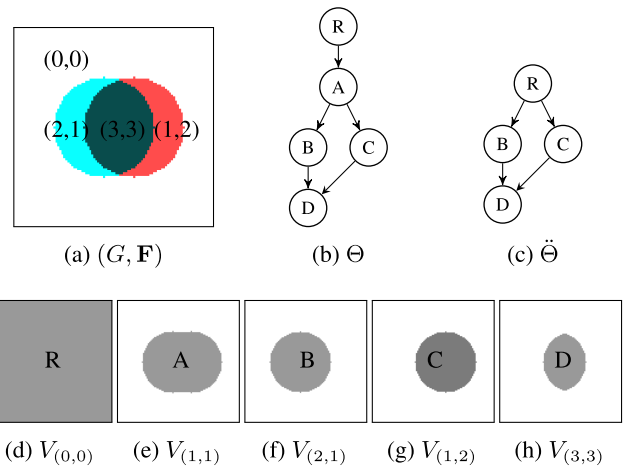 (0,0)
(2,1) (3,3) (1,2)
(a) (G, F)
R
A
B C
D
(b) Θ
R
B C
D
(c) Θ̈
R
A
B
C
D
(d) V(0,0) (e) V(1,1) (f) V(2,1) (g) V(1,2) (h) V(3,3)